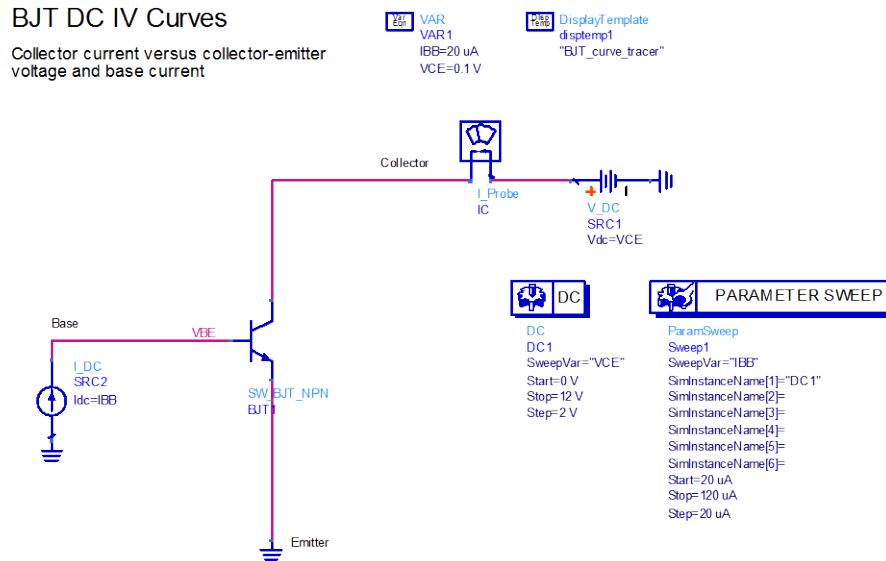 BJT DC IV Curves
Collector current versus collector-emitter
voltage and base current
Var
Eqn
VAR
VAR1
IBB=20 uA
VCE=0.1 V
Disp
Temp
DisplayTemplate
disptemp1
"BJT_curve_tracer"
Collector
I_Probe
IC
+
V_DC
SRC1
Vdc=VCE
Base
VBE
I_DC
SRC2
Idc=IBB
SW_BJT_NPN
BJT1
Emitter
DC
DC
DC1
SweepVar="VCE"
Start=0 V
Stop=12 V
Step=2 V
PARAMETER SWEEP
ParamSweep
Sweep1
SweepVar="IBB"
SimInstanceName[1]="DC1"
SimInstanceName[2]=
SimInstanceName[3]=
SimInstanceName[4]=
SimInstanceName[5]=
SimInstanceName[6]=
Start=20 uA
Stop=120 uA
Step=20 uA